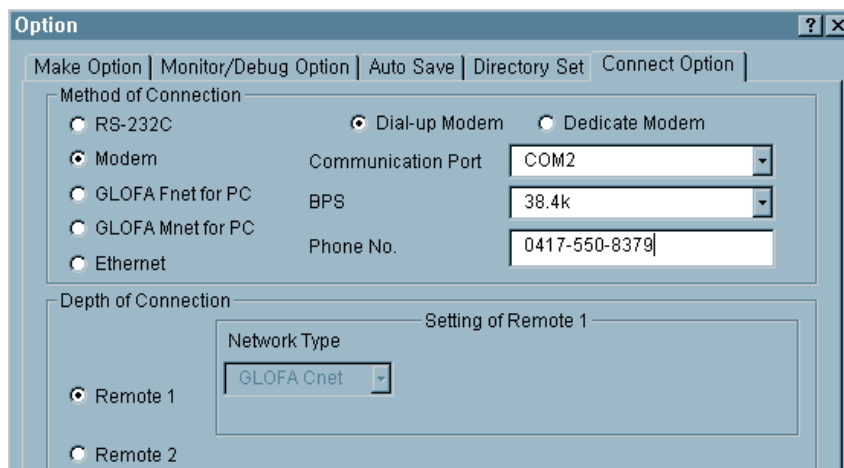 Option
Make Option Monitor/Debug Option Auto Save Directory Set Connect Option
Method of Connection
RS-232C Dial-up Modem Dedicate Modem
Modem Communication Port COM2
GLOFA Fnet for PC BPS 38.4k
GLOFA Mnet for PC
Phone No. 0417-550-8379
Ethernet
Depth of Connection
Setting of Remote 1
Network Type
GLOFA Cnet
Remote 1
Remote 2